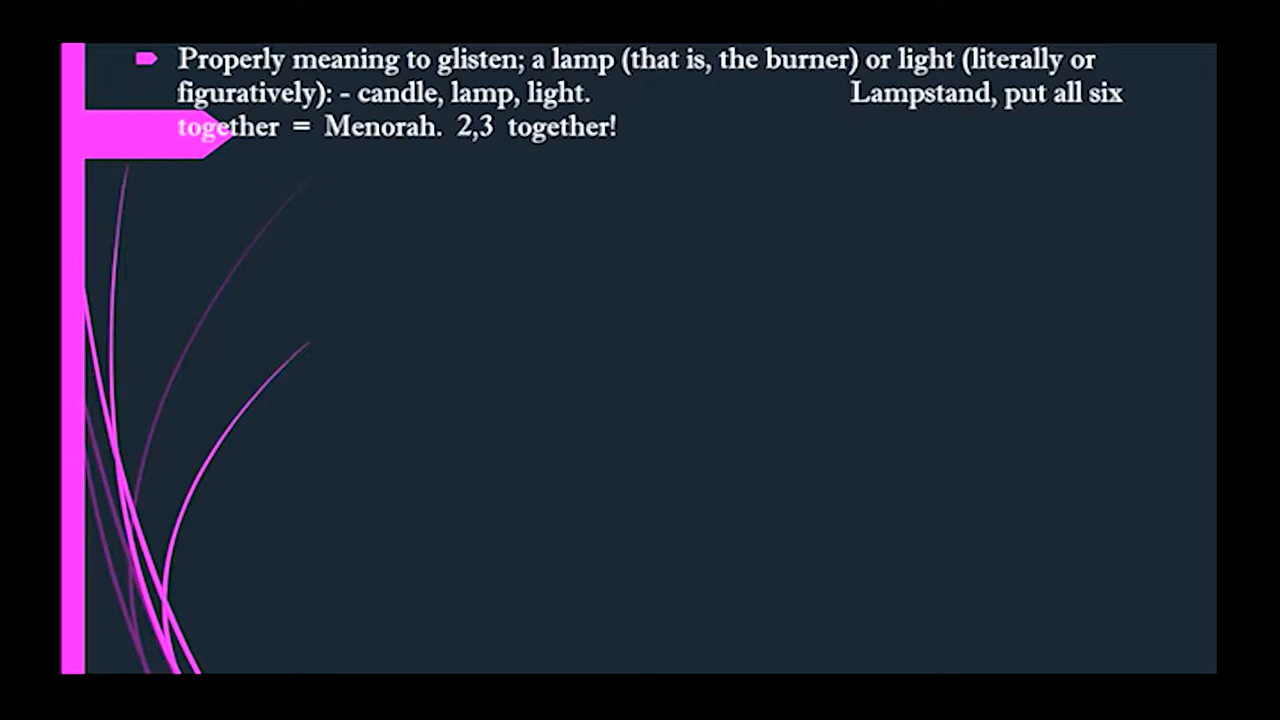 Properly meaning to glisten; a lamp (that is, the burner) or light (literally or
figuratively): - candle, lamp, light. Lampstand, put all six
together = Menorah. 2,3 together!